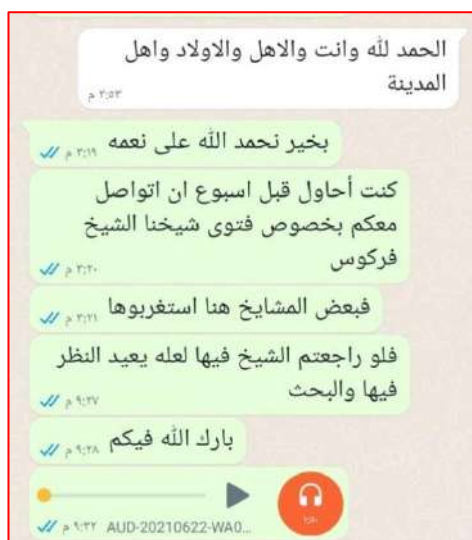 الحمد لله وانت والاهل والاولاد واهل
المدينة
٣:٥٣ م
بخير نحمد الله على نعمه ٣:١٩ م
كنت أحاول قبل اسبوع ان اتواصل
معكم بخصوص فتوى شيخنا الشيخ
فركوس
٣:٢٠ م
فبعض المشايخ هنا استغربوها ٣:٢١ م
فلو راجعتم الشيخ فيها لعله يعيد النظر
فيها والبحث
٩:٢٧ م
بارك الله فيكم ٩:٢٨ م
AUD-20210622-WA0... ٩:٣٢ م